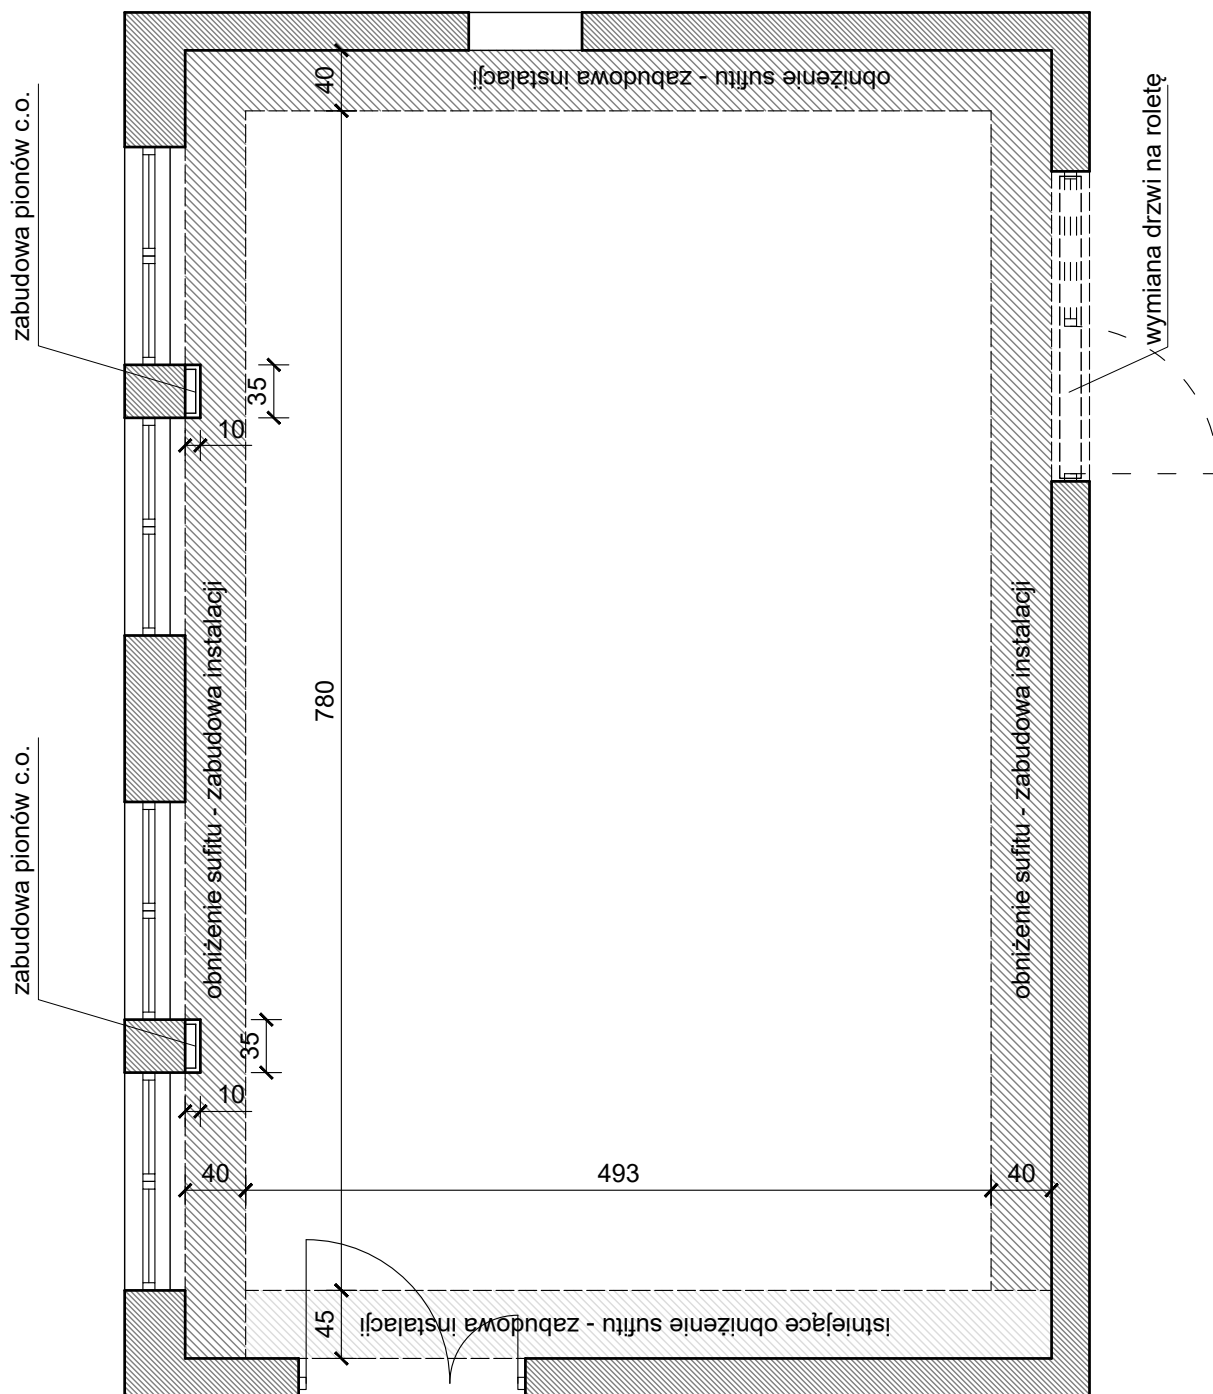 obniżenie sufitu - zabudowa instalacji
40
zabudowa pionów c.o.
wymiana drzwi na roletę
35
10
780
obniżenie sufitu - zabudowa instalacji
obniżenie sufitu - zabudowa instalacji
zabudowa pionów c.o.
35
10
40
493
40
45
istniejące obniżenie sufitu - zabudowa instalacji